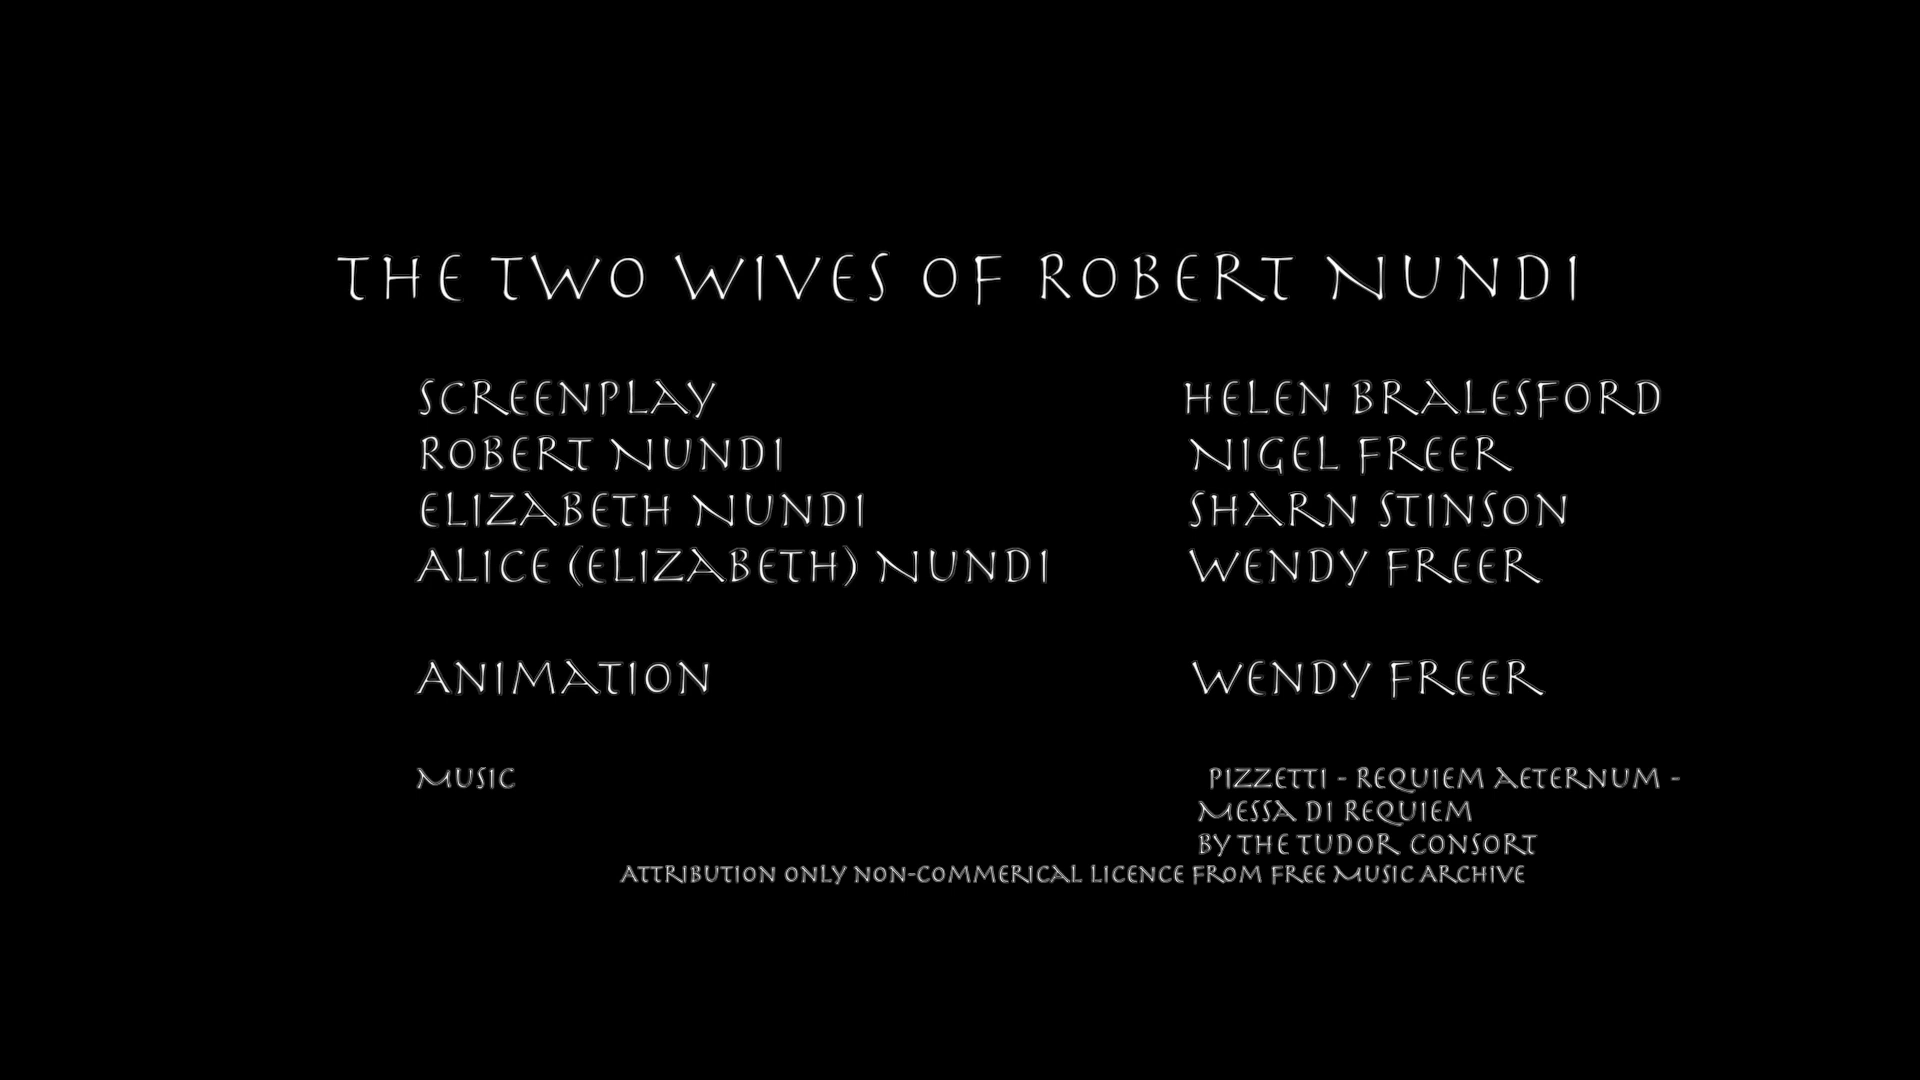 The Two Wives of Robert Nundi
Screenplay Helen Bralesford
Robert Nundi Nigel Freer
Elizabeth Nundi Sharn Stinson
Alice (Elizabeth) Nundi Wendy Freer
Animation Wendy Freer
Music Pizzetti - Requiem Aeternum -
Messa di Requiem
by The Tudor Consort
Attribution only non-commerical licence from Free Music Archive